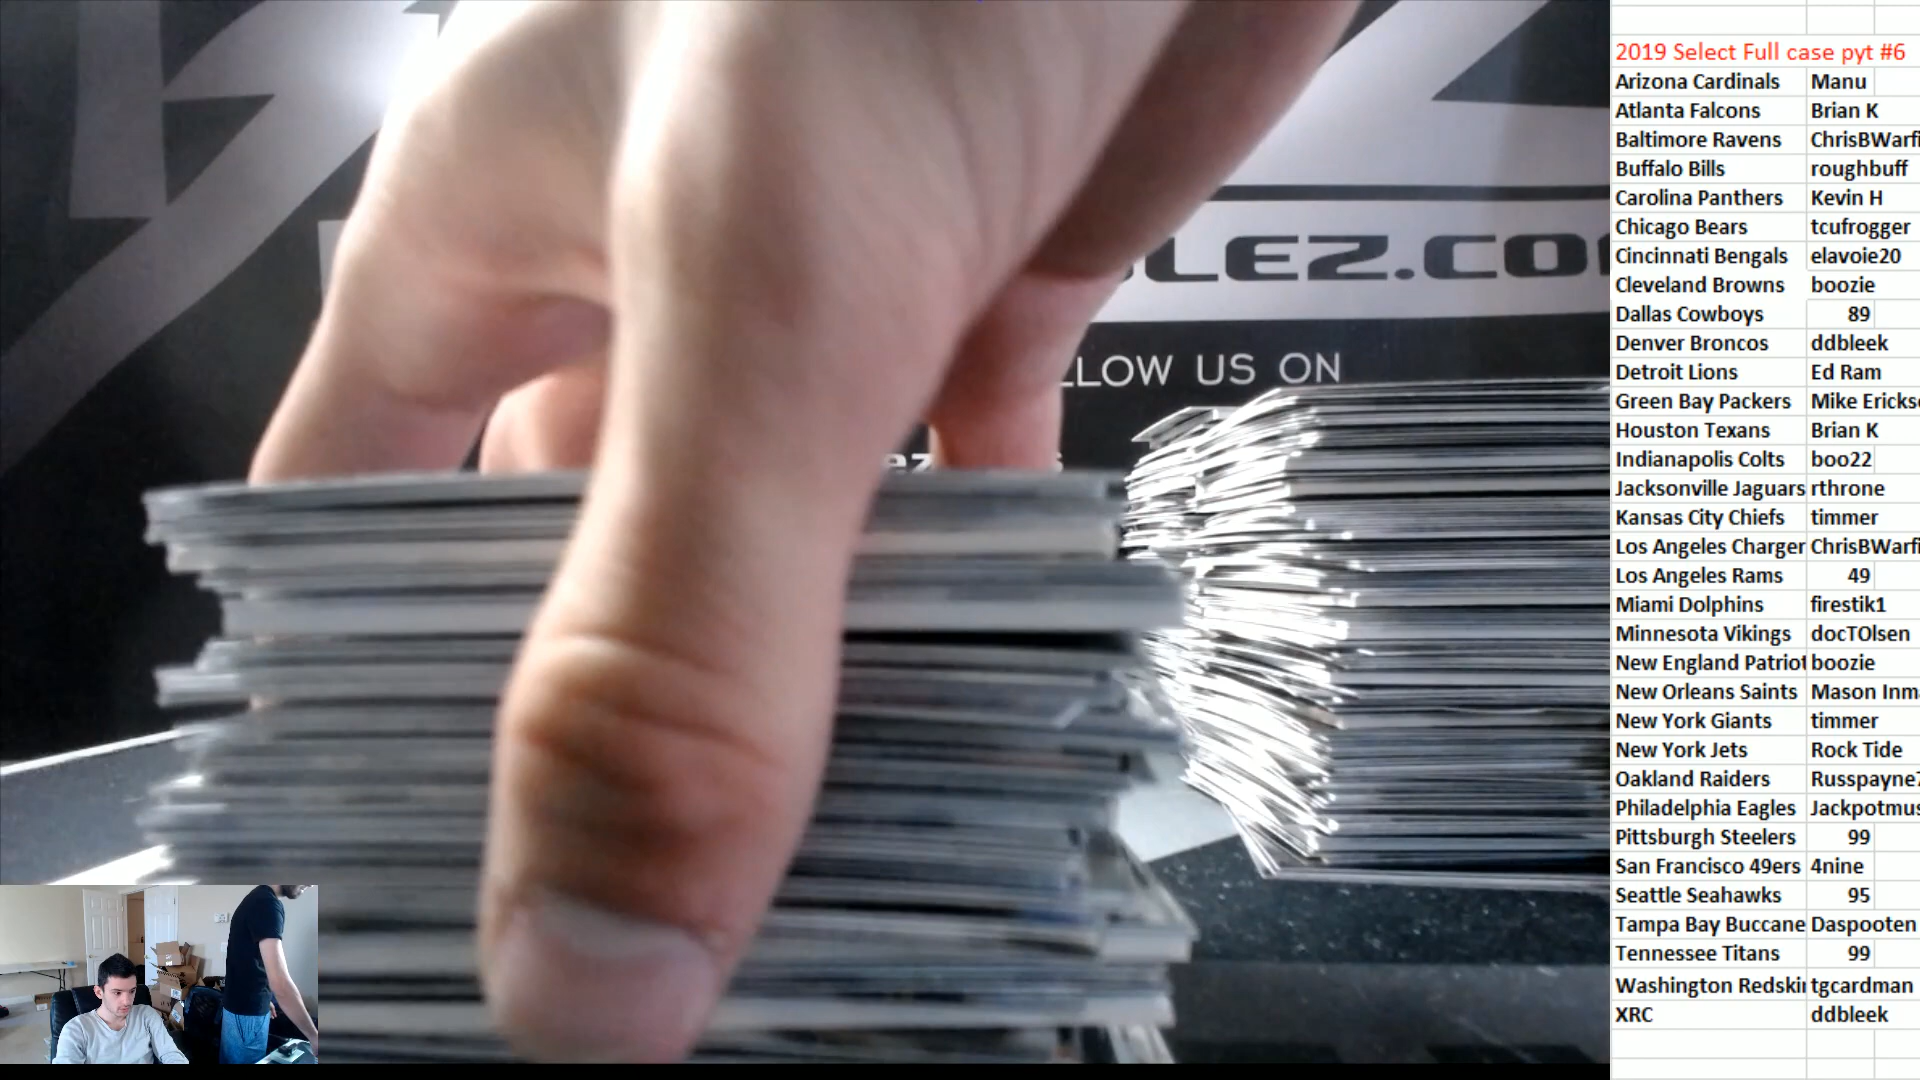 LEZ.CO
LLOW US ON
ez
s
2019 Select Full case pyt #6
Arizona Cardinals Manu
Atlanta Falcons Brian K
Baltimore Ravens ChrisBWarfi
Buffalo Bills roughbuff
Carolina Panthers Kevin H
Chicago Bears tcufrogger
Cincinnati Bengals elavoie20
Cleveland Browns boozie
Dallas Cowboys 89
Denver Broncos ddbleek
Detroit Lions Ed Ram
Green Bay Packers Mike Erickso
Houston Texans Brian K
Indianapolis Colts boo22
Jacksonville Jaguars rthrone
Kansas City Chiefs timmer
Los Angeles Charger ChrisBWarfi
Los Angeles Rams 49
Miami Dolphins firestik1
Minnesota Vikings docTOlsen
New England Patriot boozie
New Orleans Saints Mason Inm
New York Giants timmer
New York Jets Rock Tide
Oakland Raiders Russpayne7
Philadelphia Eagles Jackpotmus
Pittsburgh Steelers 99
San Francisco 49ers 4nine
Seattle Seahawks 95
Tampa Bay Buccane Daspooten
Tennessee Titans 99
Washington Redskin tgcardman
XRC ddbleek